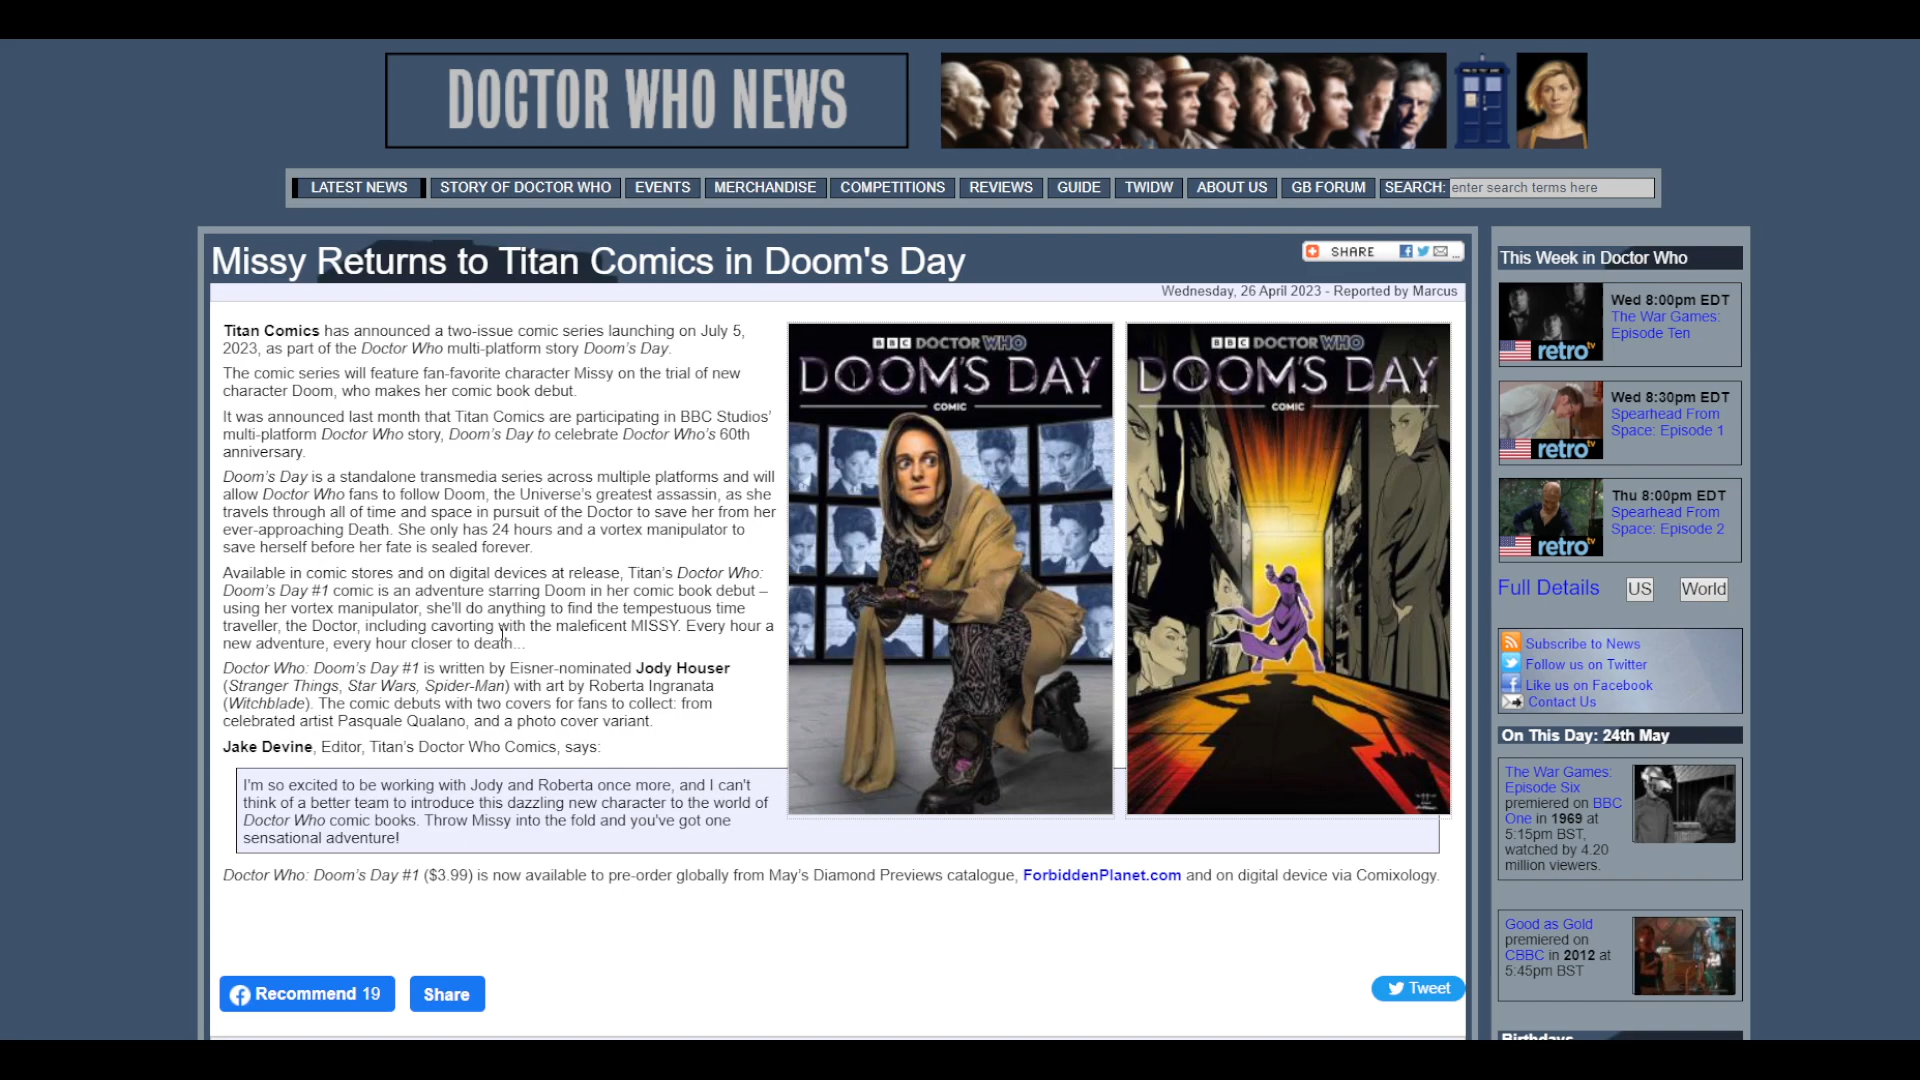 DOCTOR WHO NEWS
LATEST NEWS
STORY OF DOCTOR WHO
EVENTS
MERCHANDISE
COMPETITIONS
REVIEWS
GUIDE
TWIDW
ABOUT US
GB FORUM
SEARCH: enter search terms here
Missy Returns to Titan Comics in Doom's Day
SHARE
...
Wednesday, 26 April 2023 - Reported by Marcus
Titan Comics has announced a two-issue comic series launching on July 5,
2023, as part of the Doctor Who multi-platform story Doom's Day.
The comic series will feature fan-favorite character Missy on the trial of new
character Doom, who makes her comic book debut.
It was announced last month that Titan Comics are participating in BBC Studios'
multi-platform Doctor Who story, Doom's Day to celebrate Doctor Who's 60th
anniversary.
Doom's Day is a standalone transmedia series across multiple platforms and will
allow Doctor Who fans to follow Doom, the Universe's greatest assassin, as she
travels through all of time and space in pursuit of the Doctor to save her from her
ever-approaching Death. She only has 24 hours and a vortex manipulator to
save herself before her fate is sealed forever.
Available in comic stores and on digital devices at release, Titan's Doctor Who:
Doom's Day #1 comic is an adventure starring Doom in her comic book debut –
using her vortex manipulator, she'll do anything to find the tempestuous time
traveller, the Doctor, including cavorting with the maleficent MISSY. Every hour a
new adventure, every hour closer to death...
Doctor Who: Doom's Day #1 is written by Eisner-nominated Jody Houser
(Stranger Things, Star Wars, Spider-Man) with art by Roberta Ingranata
(Witchblade). The comic debuts with two covers for fans to collect: from
celebrated artist Pasquale Qualano, and a photo cover variant.
Jake Devine, Editor, Titan's Doctor Who Comics, says:
I'm so excited to be working with Jody and Roberta once more, and I can't
think of a better team to introduce this dazzling new character to the world of
Doctor Who comic books. Throw Missy into the fold and you've got one
sensational adventure!
Doctor Who: Doom's Day #1 ($3.99) is now available to pre-order globally from May's Diamond Previews catalogue, ForbiddenPlanet.com and on digital device via Comixology.
BBC DOCTOR WHO
DOOM'S DAY
COMIC
BBC DOCTOR WHO
DOOM'S DAY
COMIC
Recommend 19
Share
Tweet
This Week in Doctor Who
retro tv
Wed 8:00pm EDT
The War Games:
Episode Ten
retro tv
Wed 8:30pm EDT
Spearhead From
Space: Episode 1
retro tv
Thu 8:00pm EDT
Spearhead From
Space: Episode 2
Full Details
US
World
Subscribe to News
Follow us on Twitter
Like us on Facebook
Contact Us
On This Day: 24th May
The War Games:
Episode Six
premiered on BBC
One in 1969 at
5:15pm BST,
watched by 4.20
million viewers.
Good as Gold
premiered on
CBBC in 2012 at
5:45pm BST
Birthdays